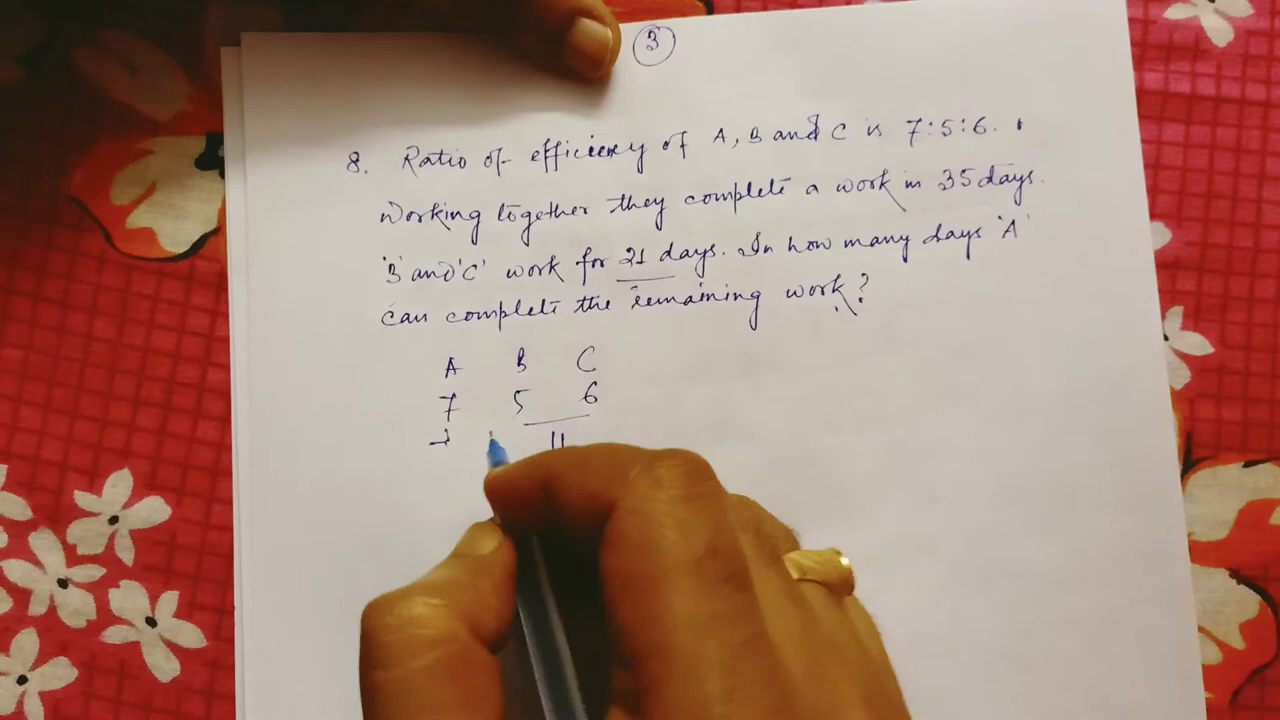 3
8. Ratio of efficiency of A, B and C is 7:5:6.
Working together they complete a work in 35 days.
'B' and 'C' work for 21 days. In how many days 'A'
can complete the remaining work?
A B C
7 5 6
11